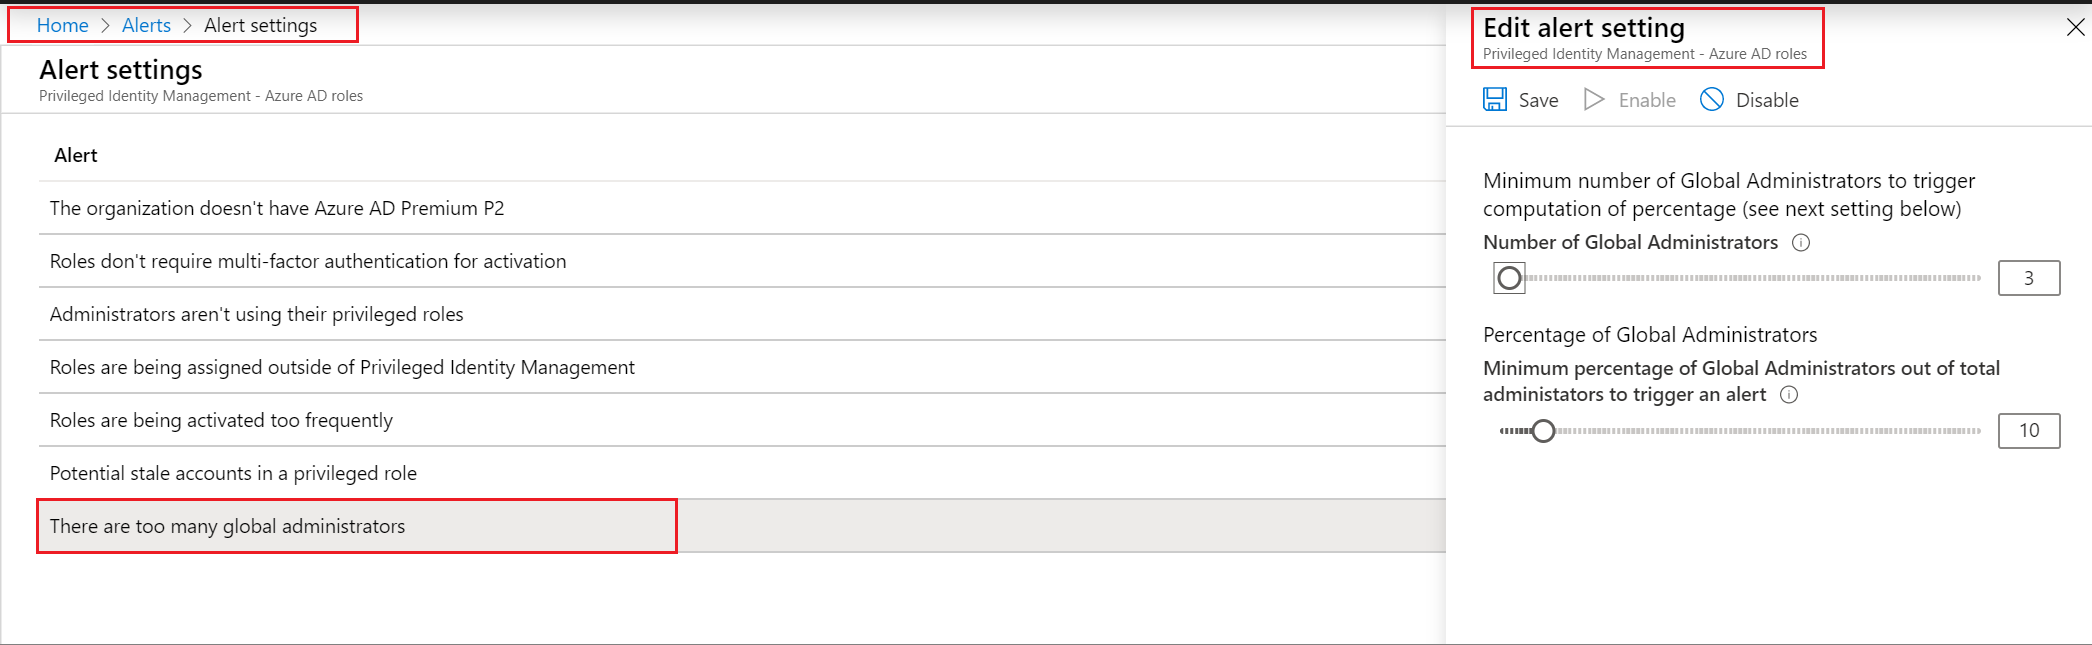 Home > Alerts > Alert settings
Alert settings
Privileged Identity Management - Azure AD roles
Alert
The organization doesn't have Azure AD Premium P2
Roles don't require multi-factor authentication for activation
Administrators aren't using their privileged roles
Roles are being assigned outside of Privileged Identity Management
Roles are being activated too frequently
Potential stale accounts in a privileged role
There are too many global administrators
Edit alert setting
Privileged Identity Management - Azure AD roles
Save Enable Disable
Minimum number of Global Administrators to trigger
computation of percentage (see next setting below)
Number of Global Administrators
3
Percentage of Global Administrators
Minimum percentage of Global Administrators out of total
administators to trigger an alert
10